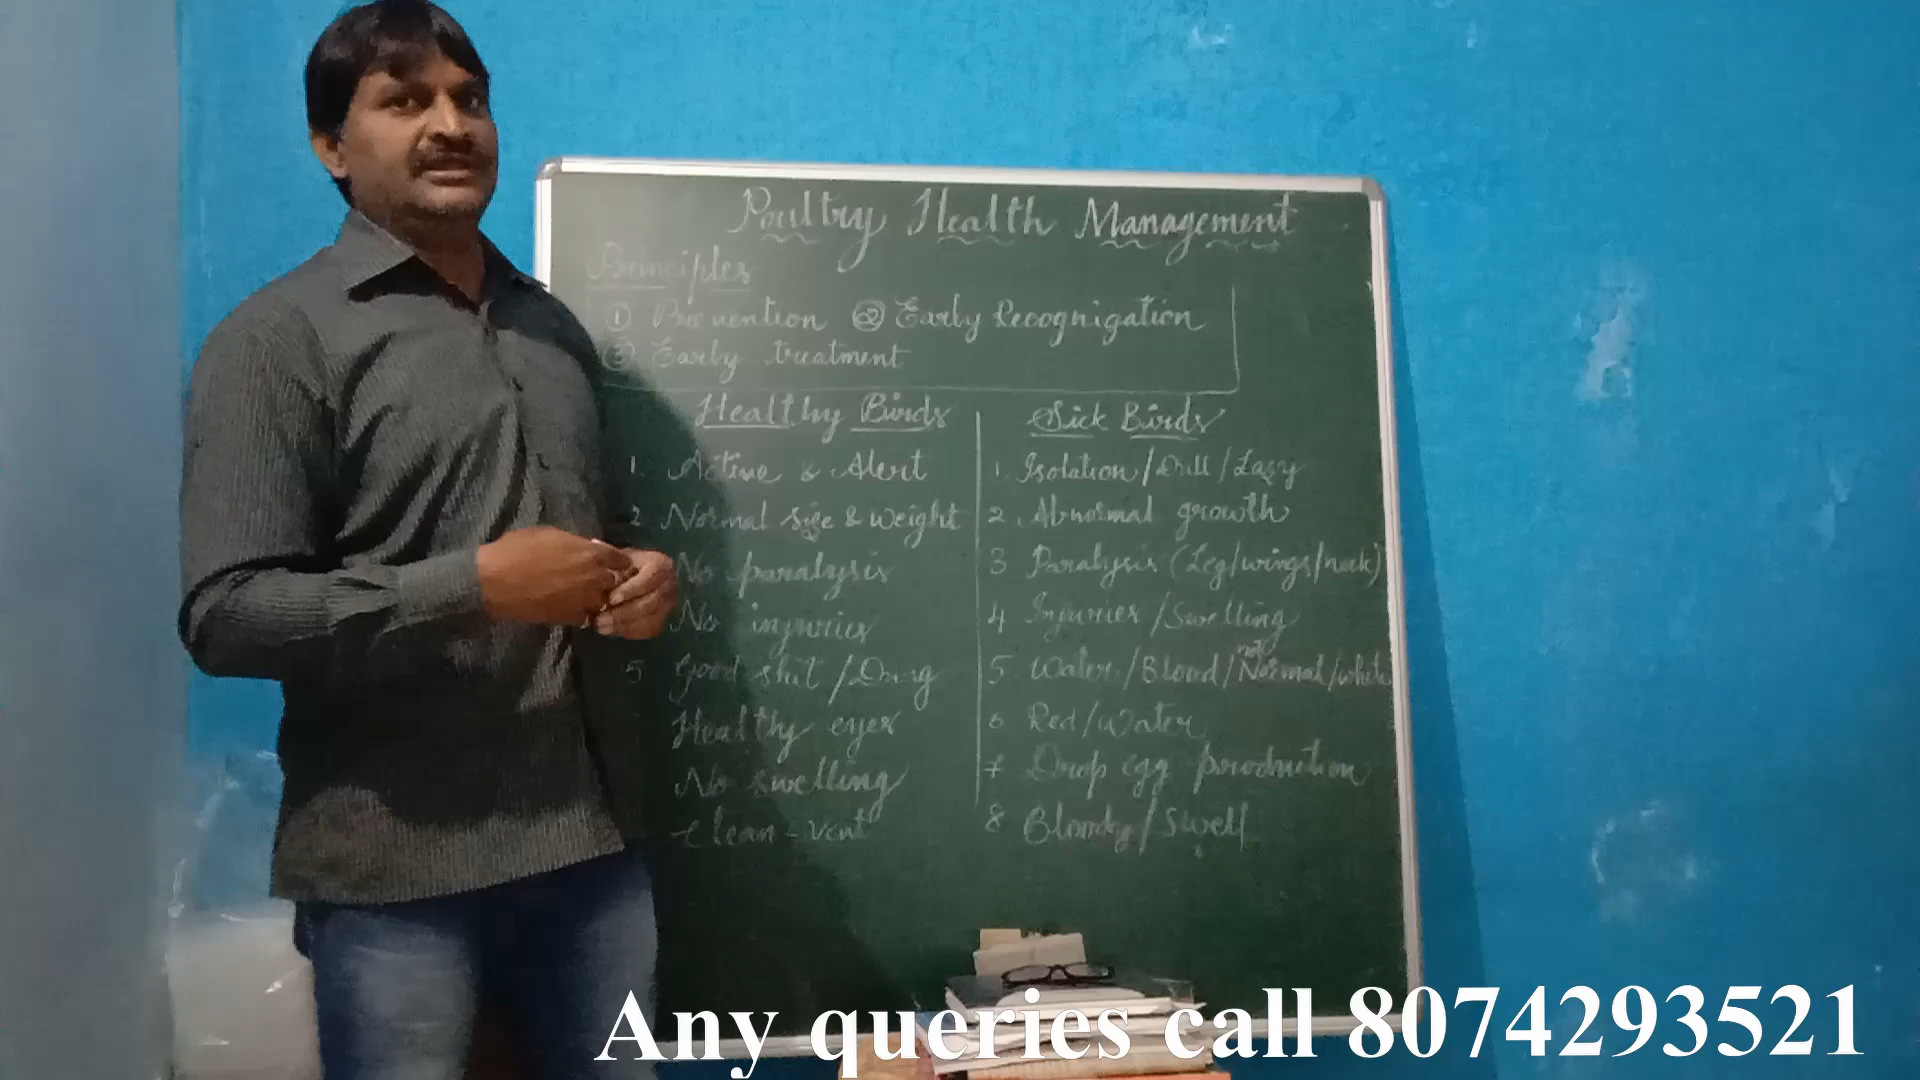 Poultry Health Management
Principles
① Prevention ② Early Recognization
③ Early treatment
Healthy Birds
1. Active & Alert
2 Normal size & weight
No paralysis
No injuries
5 Good shit /
Healthy eyes
No swelling
Clean - vent
Sick Birds
1. Isolation / Dull / Lazy
2 Abnormal growth
3 Paralysis (Leg/wings/neck)
4 Injuries / Swelling
5 Water / Blood / not Normal / white
6 Red / Water
7 Drop egg production
8 Bloody / Swell
Any queries call 8074293521